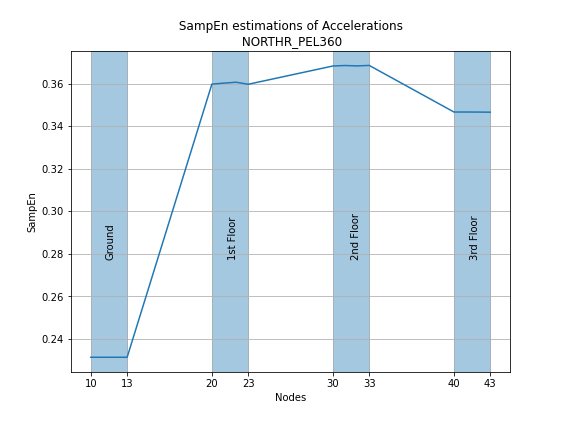 SampEn estimations of Accelerations
NORTHR_PEL360
SampEn
0.36
0.34
0.32
0.30
0.28
0.26
0.24
Ground
1st Floor
2nd Floor
3rd Floor
10 13 20 23 30 33 40 43
Nodes